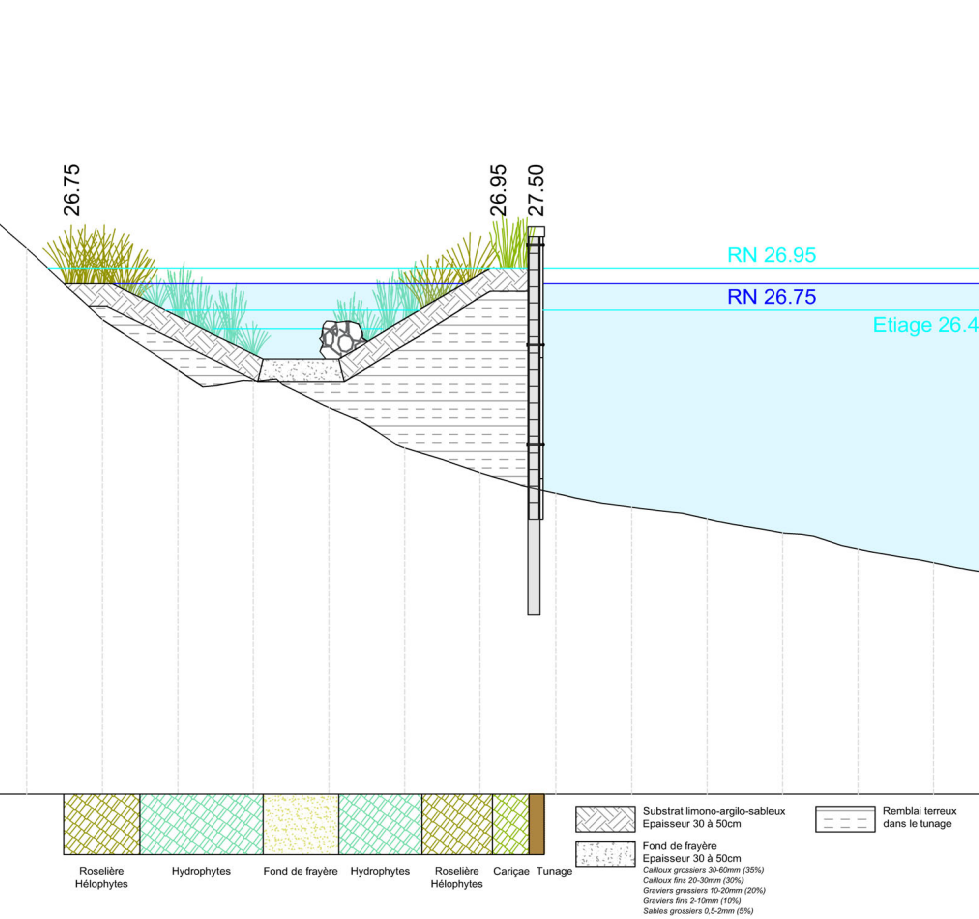 26.75
26.95
27.50
RN 26.95
RN 26.75
Etiage 26.4
Substrat limono-argilo-sableux
Epaisseur 30 à 50cm
Remblai terreux
dans le tunage
Fond de frayère
Epaisseur 30 à 50cm
Cailloux grossiers 30-60mm (35%)
Cailloux fins 20-30mm (30%)
Graviers grossiers 10-20mm (20%)
Graviers fins 2-10mm (10%)
Sables grossiers 0,5-2mm (5%)
Roselière
Hélophytes
Hydrophytes
Fond de frayère
Hydrophytes
Roselière
Hélophytes
Cariçae
Tunage